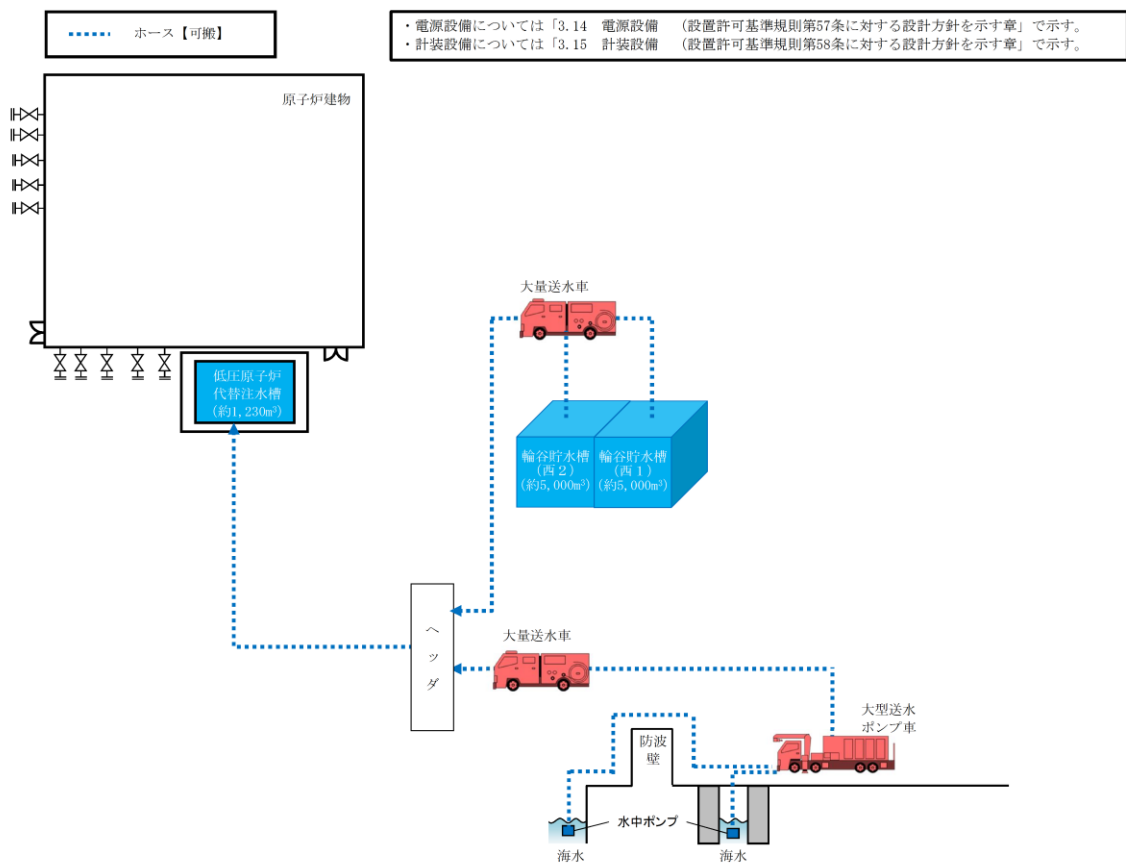 ホース【可搬】
・電源設備については「3.14　電源設備　（設置許可基準規則第57条に対する設計方針を示す章」で示す。
・計装設備については「3.15　計装設備　（設置許可基準規則第58条に対する設計方針を示す章」で示す。
原子炉建物
大量送水車
低圧原子炉
代替注水槽
(約1,230m³)
輪谷貯水槽
(西２)
(約5,000m³)
輪谷貯水槽
(西１)
(約5,000m³)
ヘッダ
大量送水車
大型送水
ポンプ車
防波
壁
水中ポンプ
海水
海水